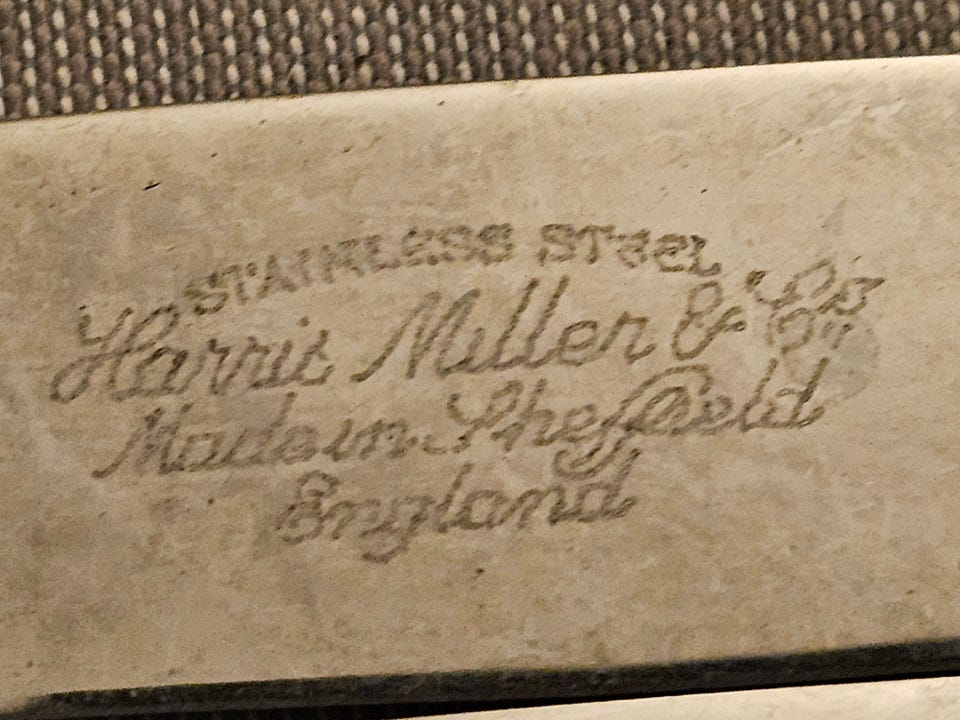 STAINLESS STEEL
Harris Miller & Co
Made in Sheffield
England